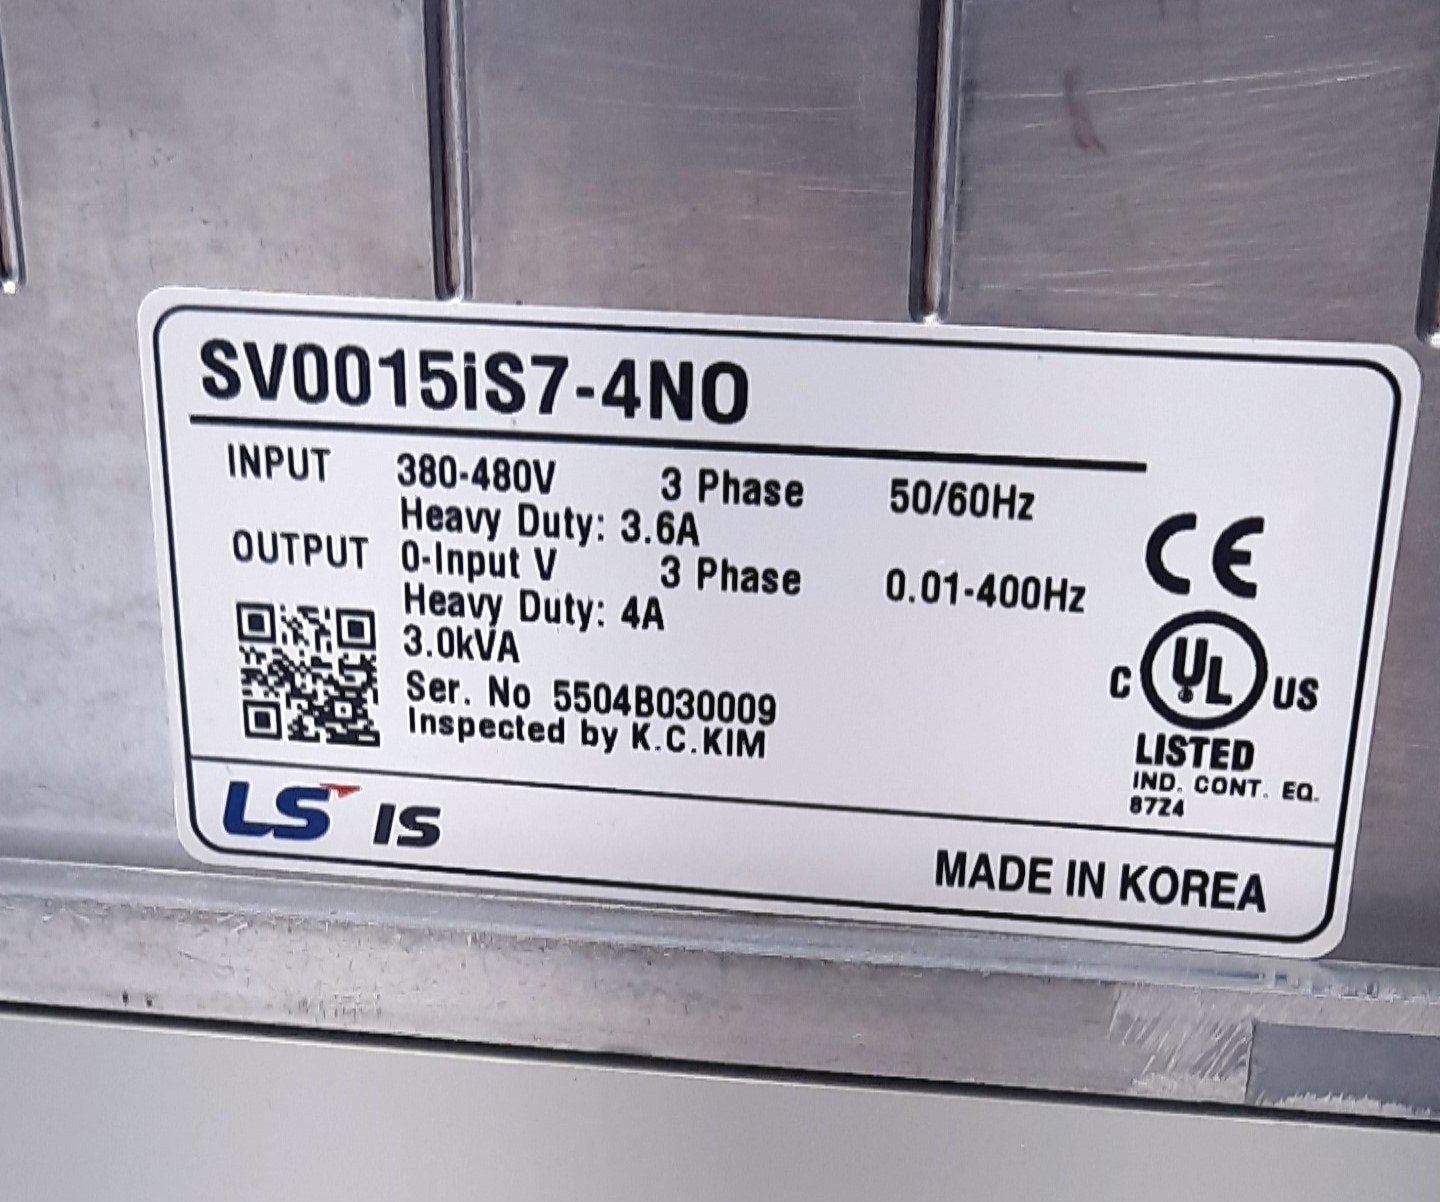 SV0015iS7-4NO
INPUT 380-480V 3 Phase 50/60Hz
Heavy Duty: 3.6A
OUTPUT 0-Input V 3 Phase 0.01-400Hz
Heavy Duty: 4A
3.0kVA
Ser. No 5504B030009
Inspected by K.C.KIM
CE
C UL US
LISTED
IND. CONT. EQ.
87Z4
LS IS
MADE IN KOREA